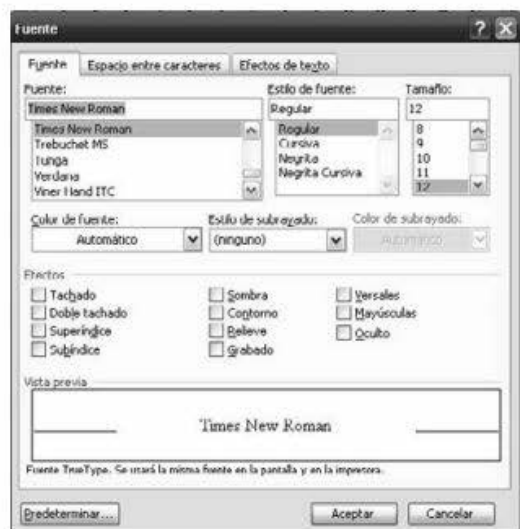 Fuente
Fuente Espacio entre caracteres Efectos de texto
Fuente: Estilo de fuente: Tamaño:
Times New Roman Regular 12
Times New Roman Regular 8
Trebuchet MS Cursiva 9
Tunga Negrita 10
Verdana Negrita Cursiva 11
Viner Hand ITC 12
Color de fuente: Estilo de subrayado: Color de subrayado:
Automático (ninguno) Automático
Efectos
Tachado Sombra Versales
Doble tachado Contorno Mayúsculas
Superíndice Relieve Oculto
Subíndice Grabado
Vista previa
Times New Roman
Fuente TrueType. Se usará la misma fuente en la pantalla y en la impresora.
Predeterminar... Aceptar Cancelar